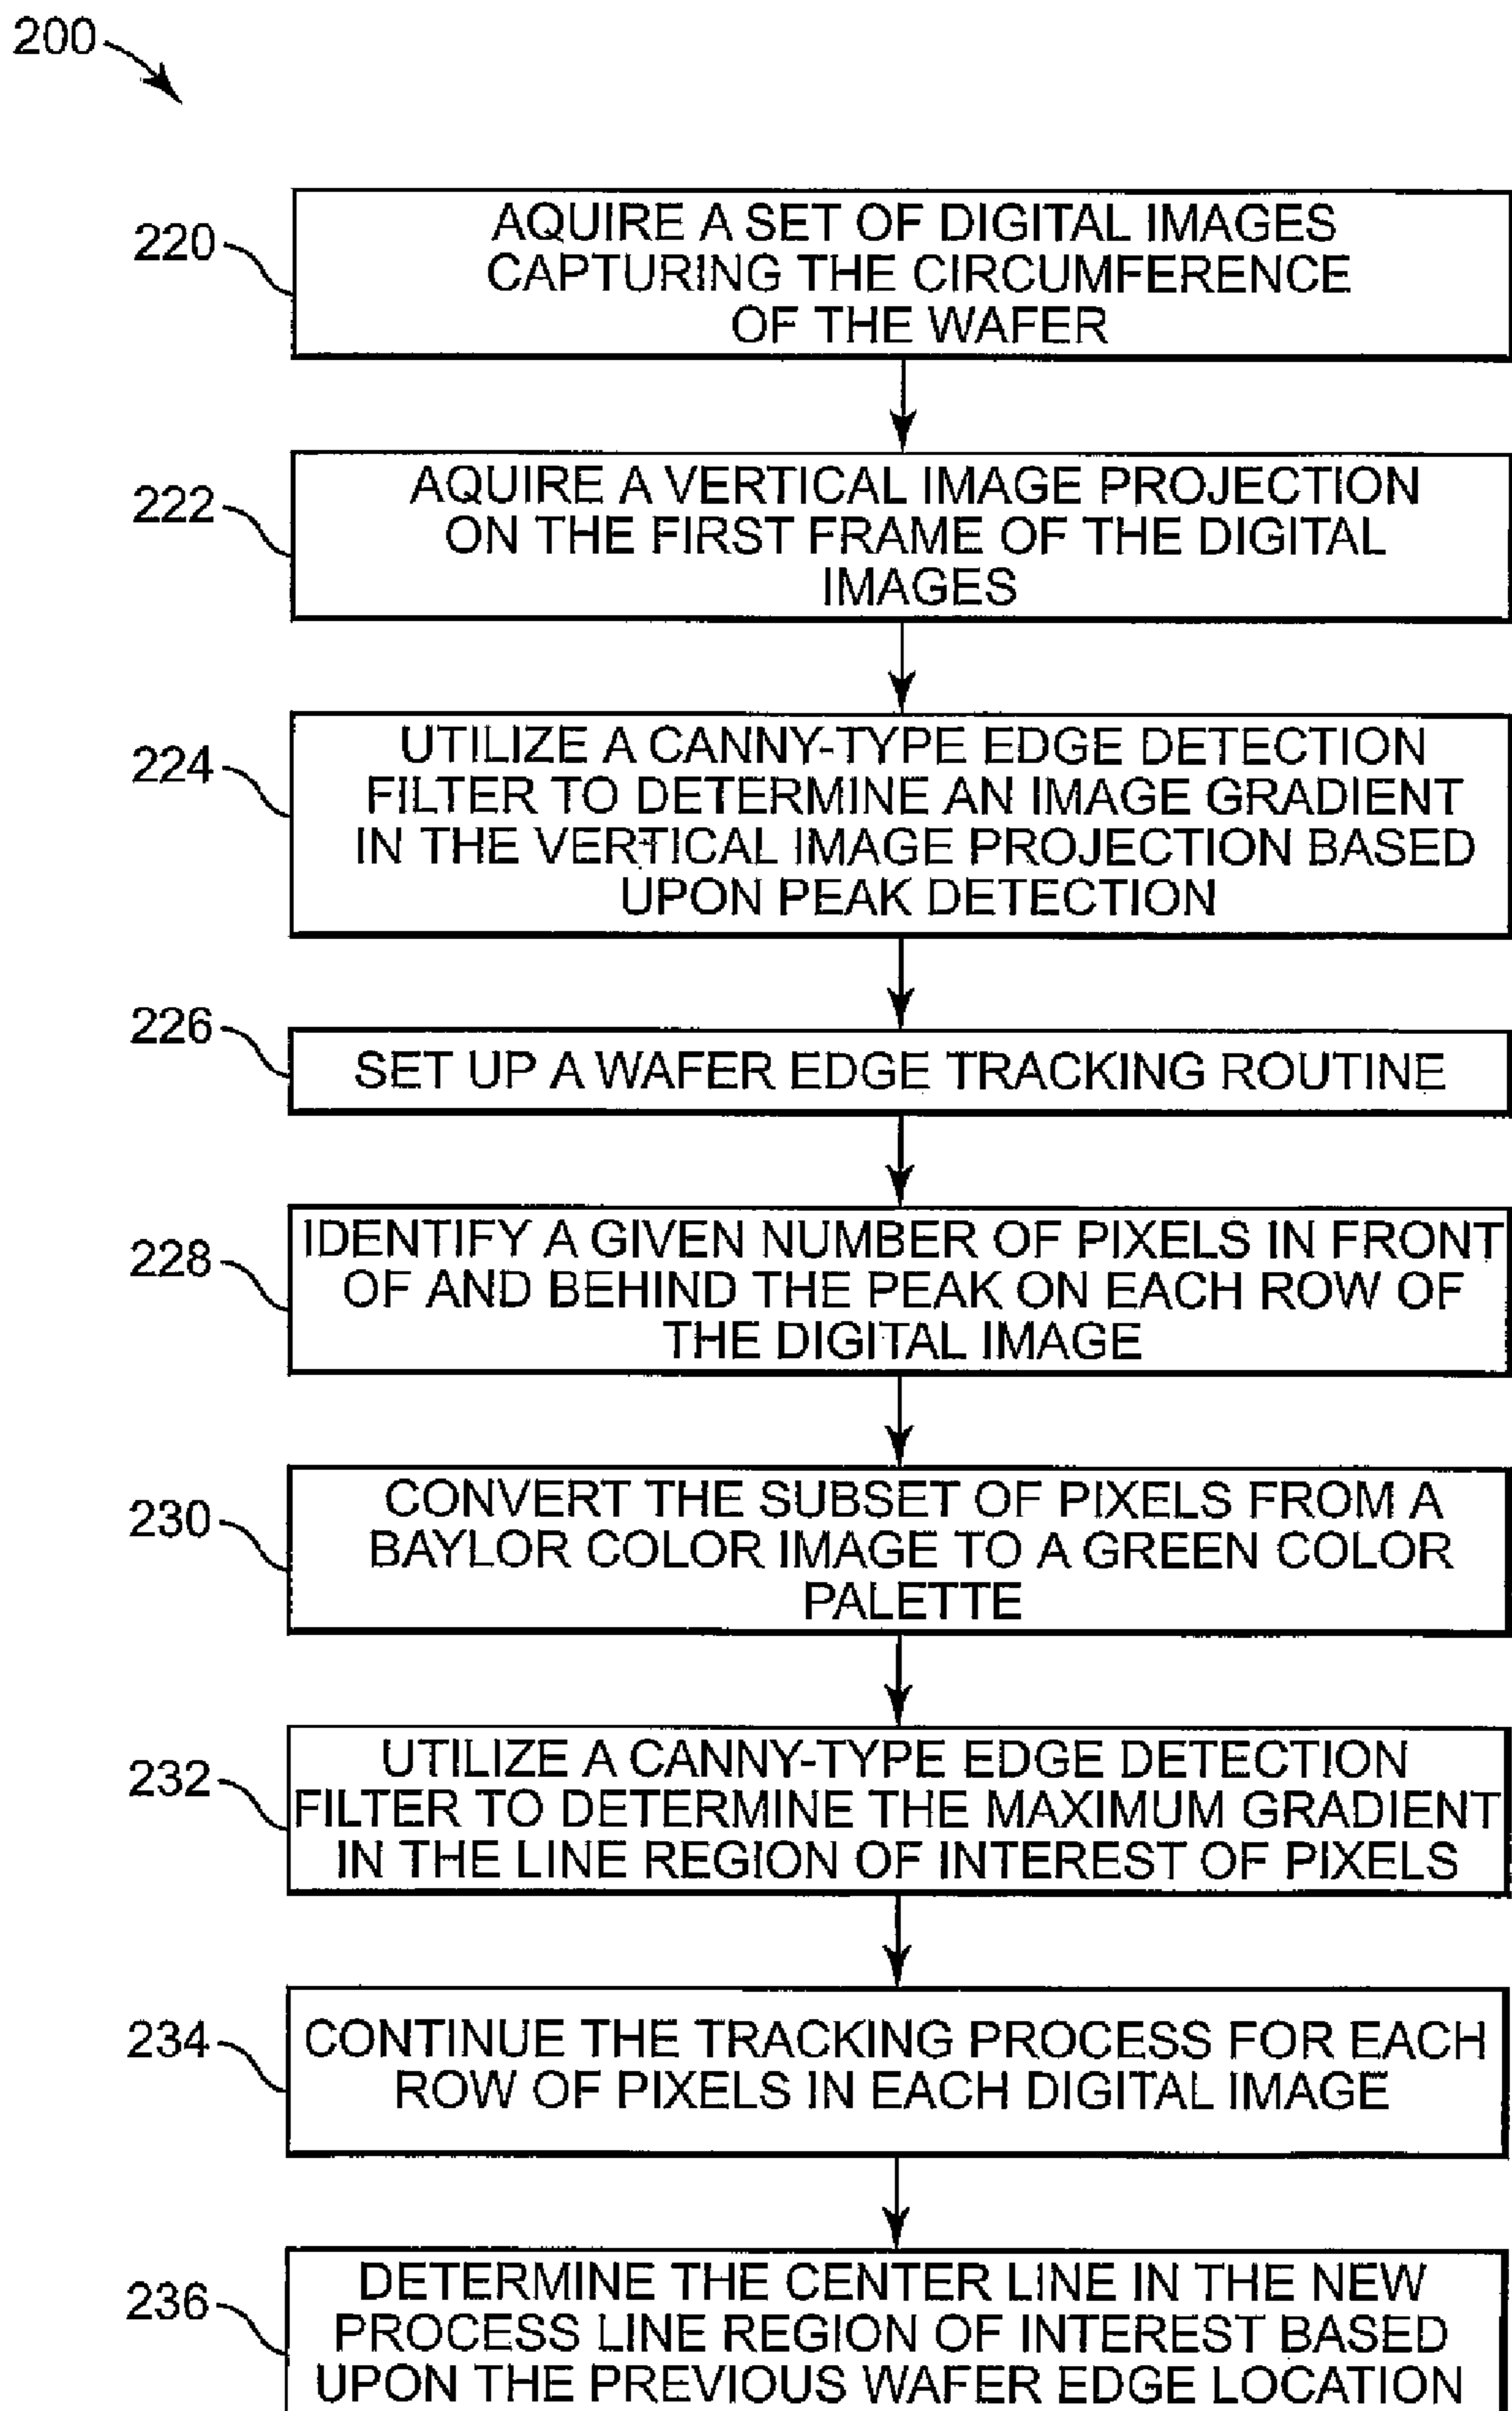 200
220
AQUIRE A SET OF DIGITAL IMAGES
CAPTURING THE CIRCUMFERENCE
OF THE WAFER
222
AQUIRE A VERTICAL IMAGE PROJECTION
ON THE FIRST FRAME OF THE DIGITAL
IMAGES
224
UTILIZE A CANNY-TYPE EDGE DETECTION
FILTER TO DETERMINE AN IMAGE GRADIENT
IN THE VERTICAL IMAGE PROJECTION BASED
UPON PEAK DETECTION
226
SET UP A WAFER EDGE TRACKING ROUTINE
228
IDENTIFY A GIVEN NUMBER OF PIXELS IN FRONT
OF AND BEHIND THE PEAK ON EACH ROW OF
THE DIGITAL IMAGE
230
CONVERT THE SUBSET OF PIXELS FROM A
BAYLOR COLOR IMAGE TO A GREEN COLOR
PALETTE
232
UTILIZE A CANNY-TYPE EDGE DETECTION
FILTER TO DETERMINE THE MAXIMUM GRADIENT
IN THE LINE REGION OF INTEREST OF PIXELS
234
CONTINUE THE TRACKING PROCESS FOR EACH
ROW OF PIXELS IN EACH DIGITAL IMAGE
236
DETERMINE THE CENTER LINE IN THE NEW
PROCESS LINE REGION OF INTEREST BASED
UPON THE PREVIOUS WAFER EDGE LOCATION